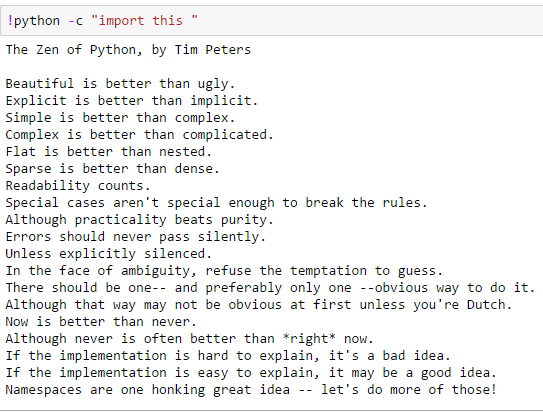 !python -c "import this "
The Zen of Python, by Tim Peters
Beautiful is better than ugly.
Explicit is better than implicit.
Simple is better than complex.
Complex is better than complicated.
Flat is better than nested.
Sparse is better than dense.
Readability counts.
Special cases aren't special enough to break the rules.
Although practicality beats purity.
Errors should never pass silently.
Unless explicitly silenced.
In the face of ambiguity, refuse the temptation to guess.
There should be one-- and preferably only one --obvious way to do it.
Although that way may not be obvious at first unless you're Dutch.
Now is better than never.
Although never is often better than *right* now.
If the implementation is hard to explain, it's a bad idea.
If the implementation is easy to explain, it may be a good idea.
Namespaces are one honking great idea -- let's do more of those!